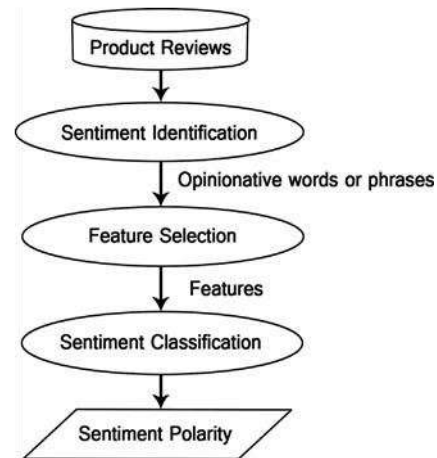 Product Reviews
Sentiment Identification
Opinionative words or phrases
Feature Selection
Features
Sentiment Classification
Sentiment Polarity